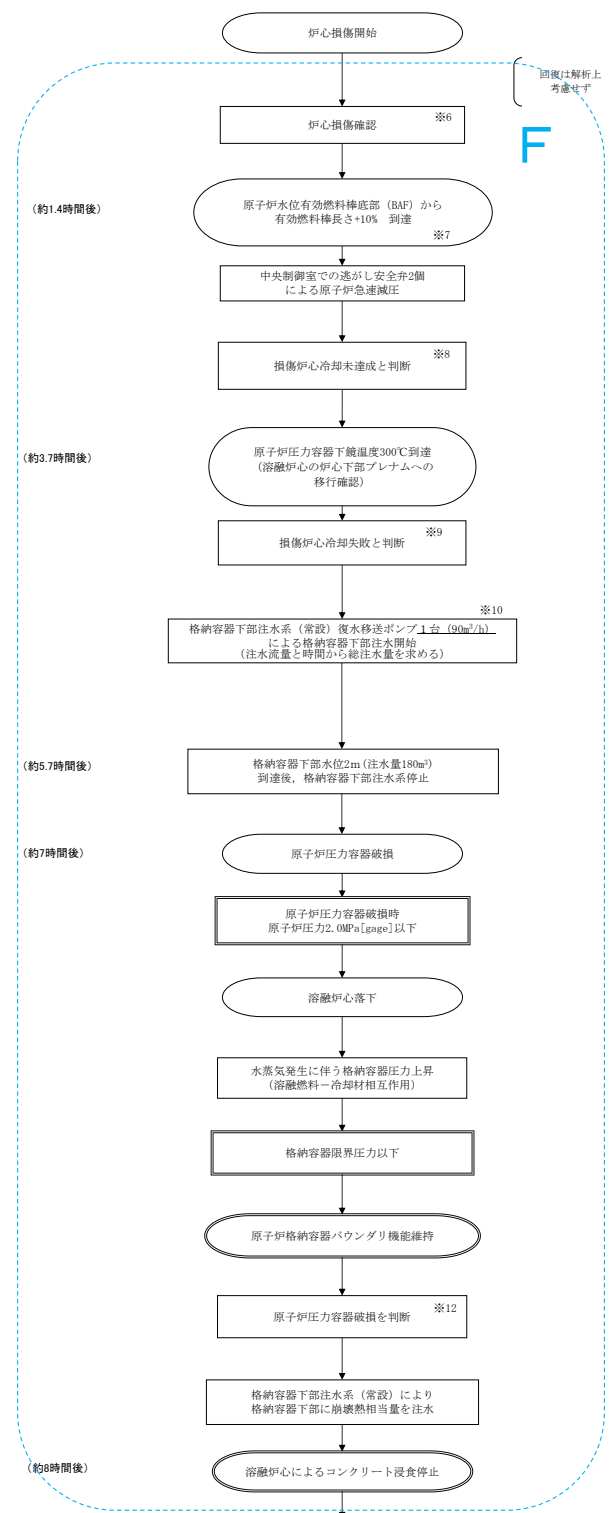 炉心損傷開始
回復は解析上
考慮せず
F
※6
炉心損傷確認
(約1.4時間後)
原子炉水位有効燃料棒底部（BAF）から
有効燃料棒長さ+10%　到達
※7
中央制御室での逃がし安全弁2個
による原子炉急速減圧
※8
損傷炉心冷却未達成と判断
(約3.7時間後)
原子炉圧力容器下鏡温度300℃到達
(溶融炉心の炉心下部プレナムへの
移行確認)
※9
損傷炉心冷却失敗と判断
※10
格納容器下部注水系（常設）復水移送ポンプ１台（90m³/h）
による格納容器下部注水開始
(注水流量と時間から総注水量を求める)
(約5.7時間後)
格納容器下部水位2m(注水量180m³)
到達後，格納容器下部注水系停止
(約7時間後)
原子炉圧力容器破損
原子炉圧力容器破損時
原子炉圧力2.0MPa[gage]以下
溶融炉心落下
水蒸気発生に伴う格納容器圧力上昇
(溶融燃料－冷却材相互作用)
格納容器限界圧力以下
原子炉格納容器バウンダリ機能維持
※12
原子炉圧力容器破損を判断
格納容器下部注水系（常設）により
格納容器下部に崩壊熱相当量を注水
(約8時間後)
溶融炉心によるコンクリート浸食停止